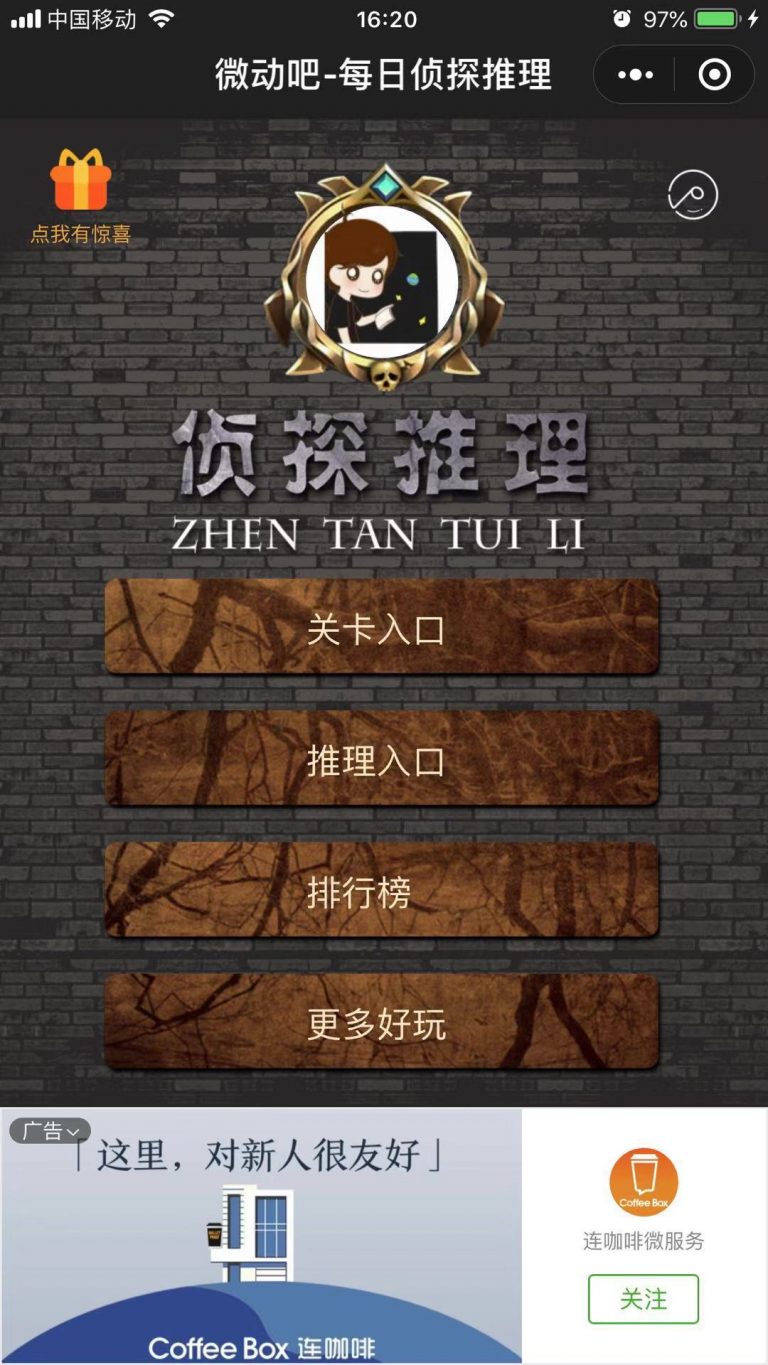 中国移动 16:20 97%
微动吧-每日侦探推理
点我有惊喜
侦探推理
ZHEN TAN TUI LI
关卡入口
推理入口
排行榜
更多好玩
广告
「这里，对新人很友好」
Coffee Box 连咖啡
Coffee Box
连咖啡微服务
关注